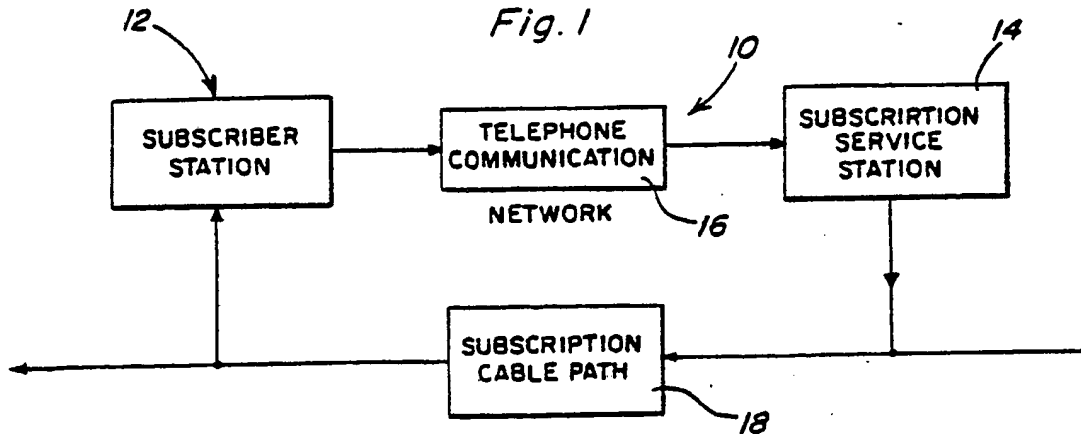 Fig. 1
12
10
14
SUBSCRIBER
STATION
TELEPHONE
COMMUNICATION
NETWORK
16
SUBSCRIRTION
SERVICE
STATION
SUBSCRIPTION
CABLE PATH
18